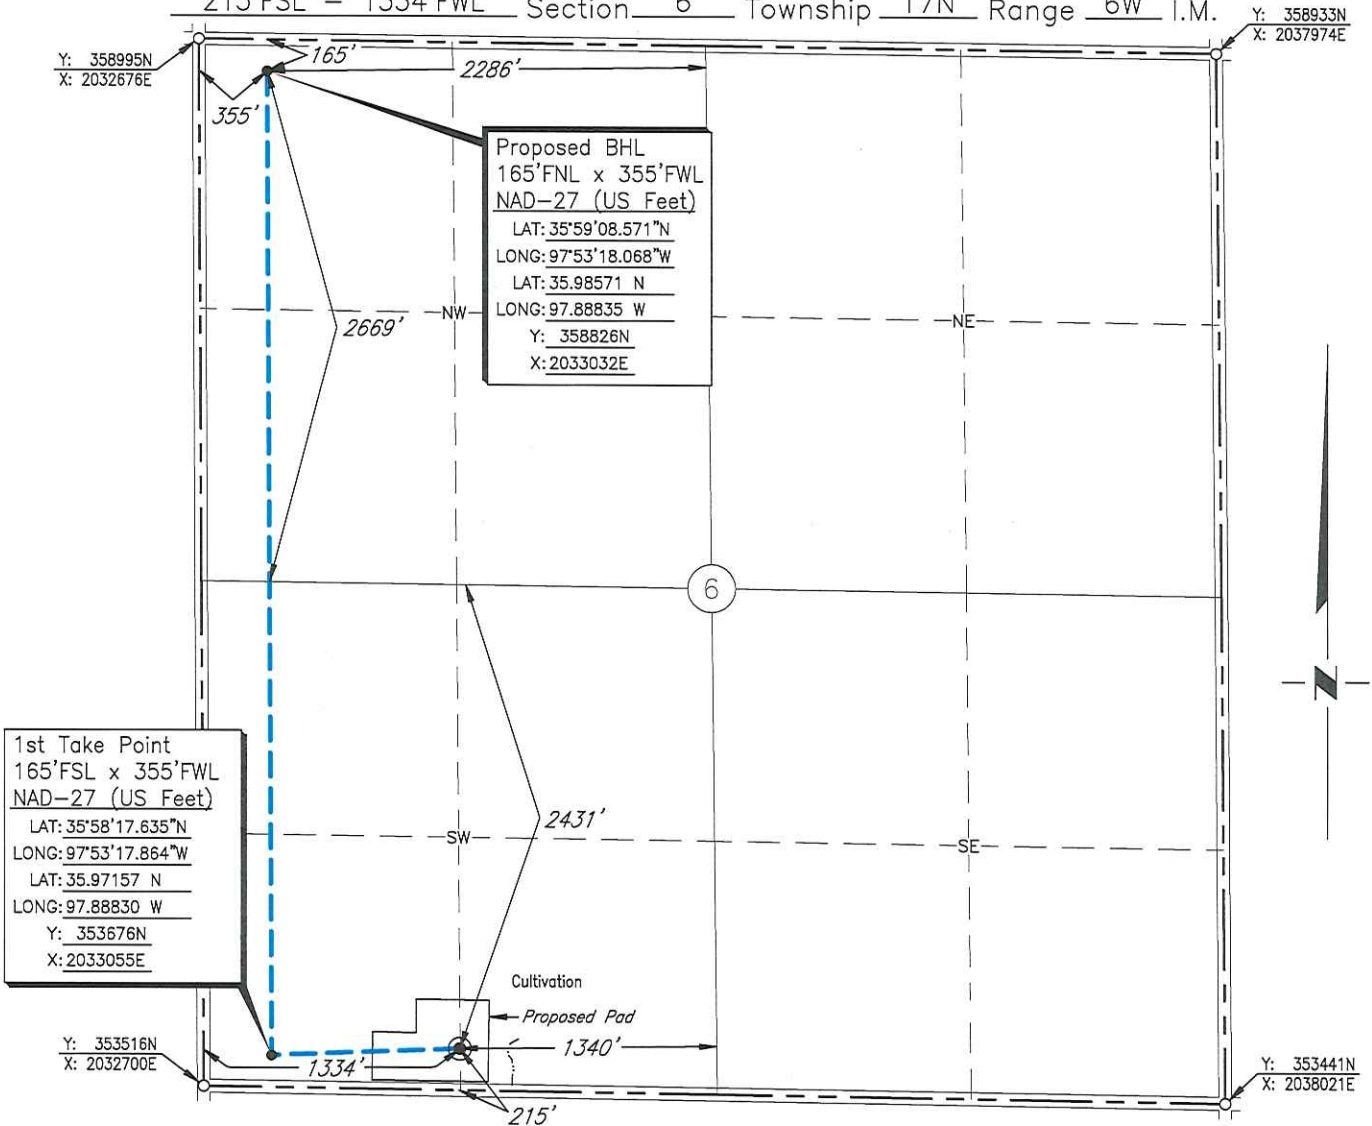 215'FSL – 1334'FWL Section 6 Township 17N Range 6W I.M.
Y: 358933N
X: 2037974E
Y: 358995N
X: 2032676E
165'
2286'
355'
Proposed BHL
165'FNL x 355'FWL
NAD-27 (US Feet)
LAT: 35°59'08.571"N
LONG: 97°53'18.068"W
LAT: 35.98571 N
LONG: 97.88835 W
Y: 358826N
X: 2033032E
NW
NE
2669'
6
N
1st Take Point
165'FSL x 355'FWL
NAD-27 (US Feet)
LAT: 35°58'17.635"N
LONG: 97°53'17.864"W
LAT: 35.97157 N
LONG: 97.88830 W
Y: 353676N
X: 2033055E
2431'
SW
SE
Cultivation
Proposed Pad
1340'
1334'
215'
Y: 353516N
X: 2032700E
Y: 353441N
X: 2038021E